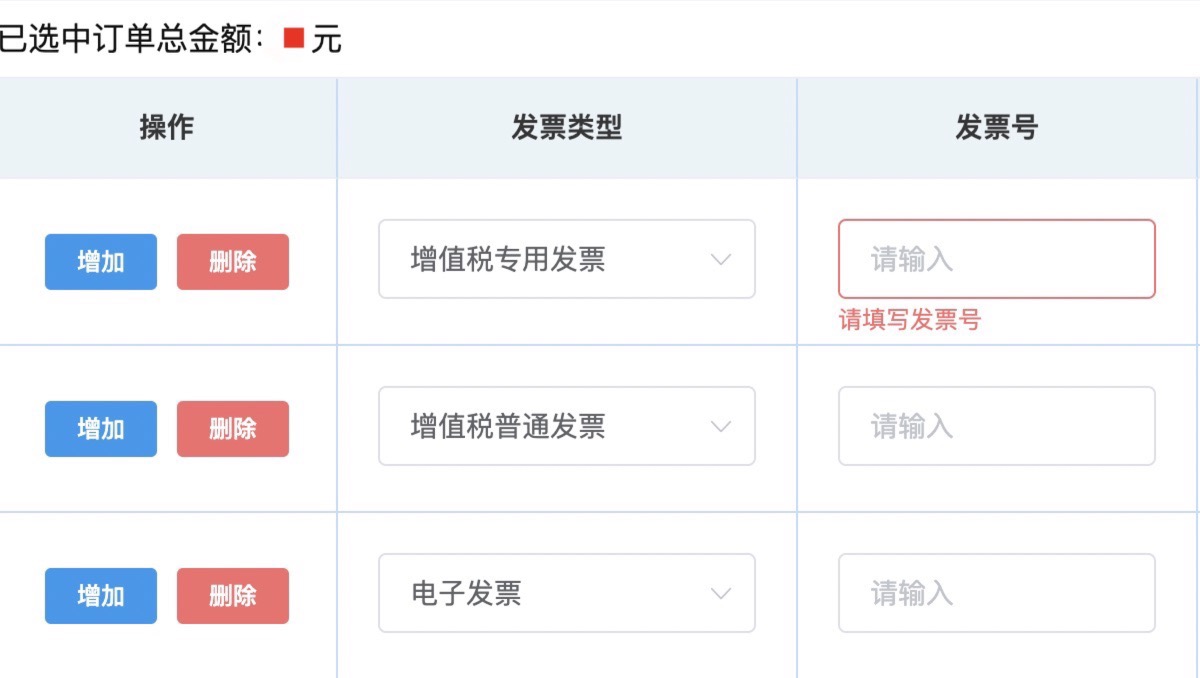 已选中订单总金额： 元
操作 发票类型 发票号
增加 删除 增值税专用发票 请输入
请填写发票号
增加 删除 增值税普通发票 请输入
增加 删除 电子发票 请输入